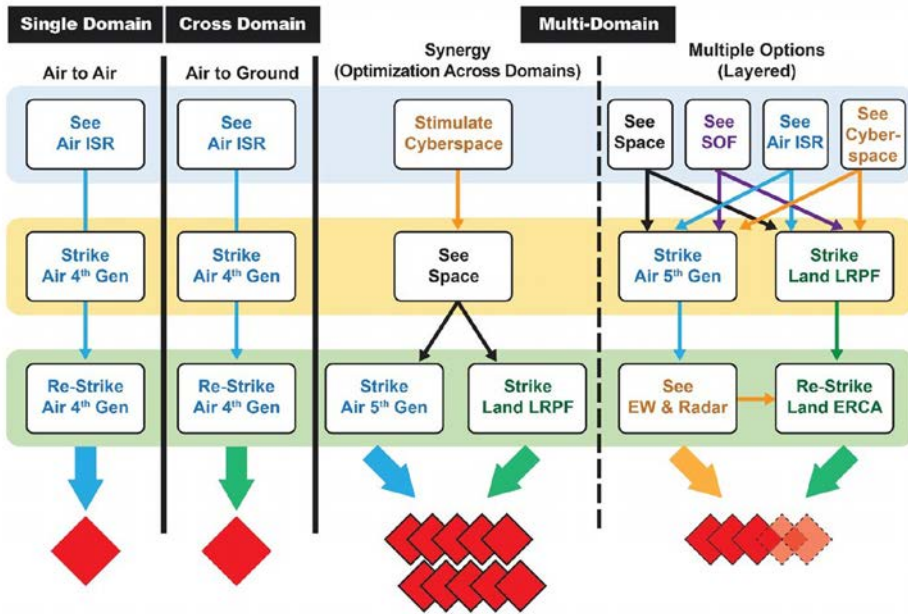 Single Domain
Cross Domain
Multi-Domain
Air to Air
Air to Ground
Synergy
(Optimization Across Domains)
Multiple Options
(Layered)
See
Air ISR
See
Air ISR
Stimulate
Cyberspace
See
Space
See
SOF
See
Air ISR
See
Cyber-
space
Strike
Air 4th Gen
Strike
Air 4th Gen
See
Space
Strike
Air 5th Gen
Strike
Land LRPF
Re-Strike
Air 4th Gen
Re-Strike
Air 4th Gen
Strike
Air 5th Gen
Strike
Land LRPF
See
EW & Radar
Re-Strike
Land ERCA